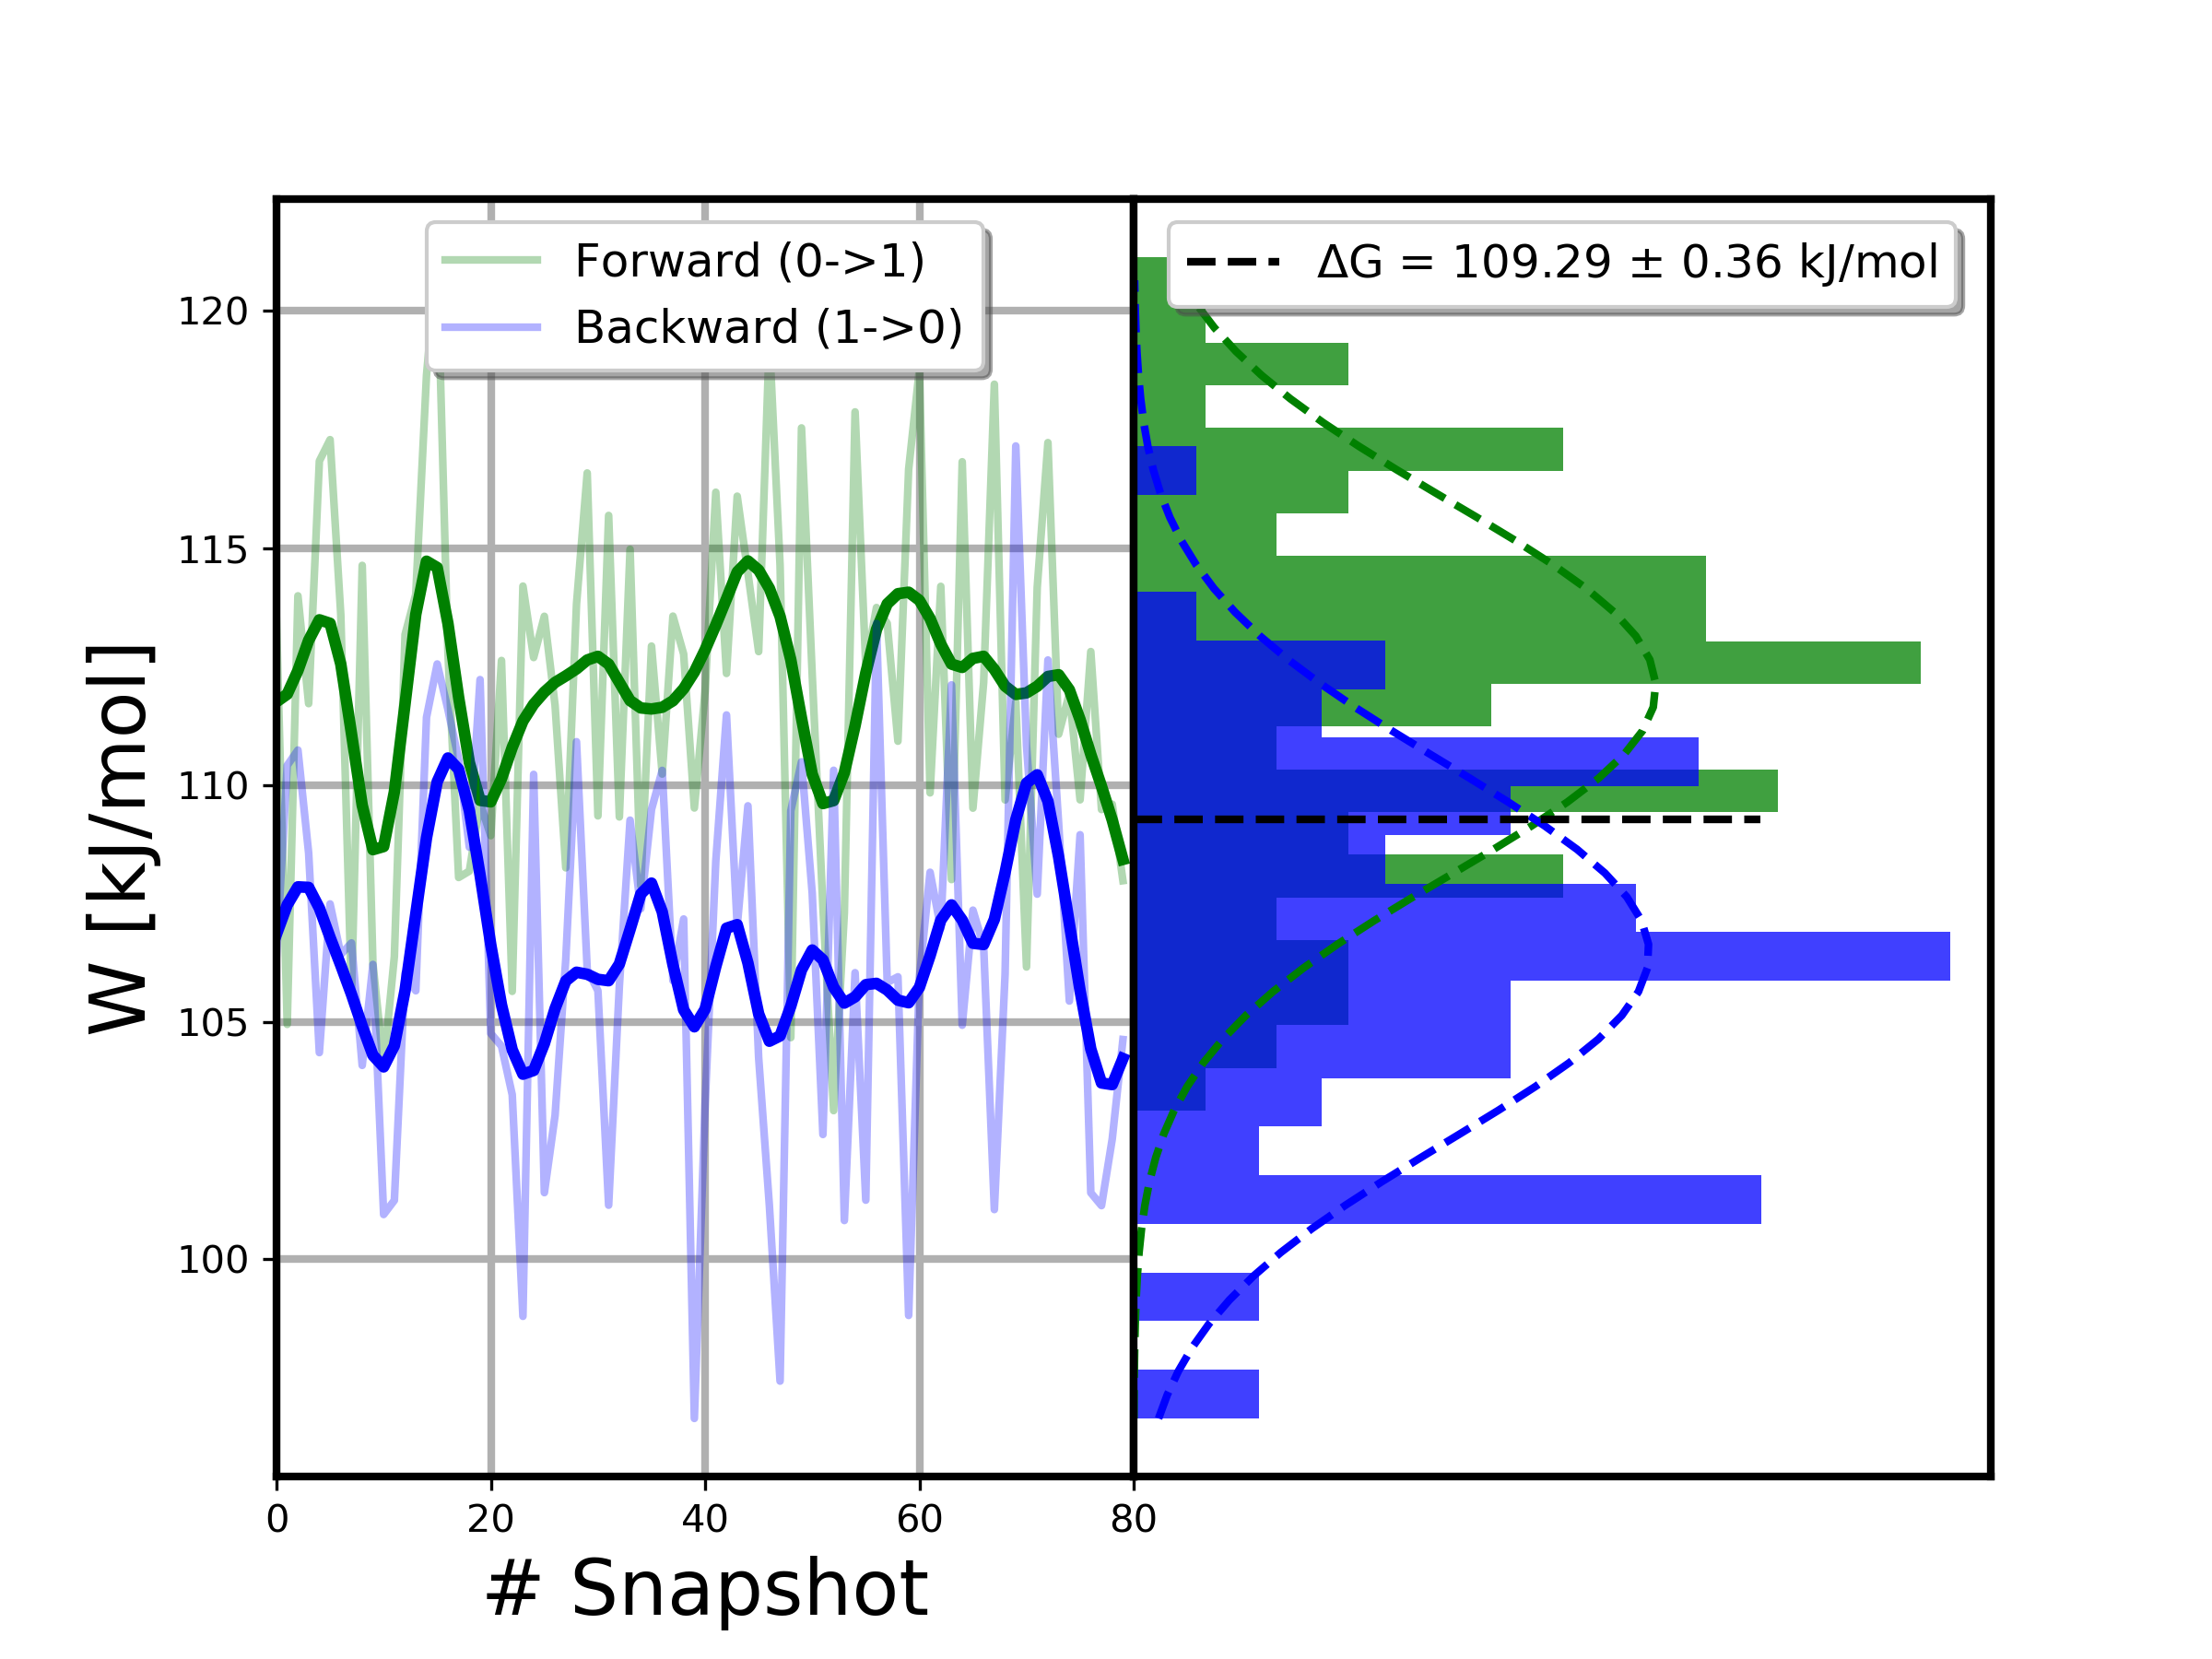 Forward (0->1)
Backward (1->0)
ΔG = 109.29 ± 0.36 kJ/mol
120
115
110
105
100
W [kJ/mol]
0 20 40 60 80
# Snapshot